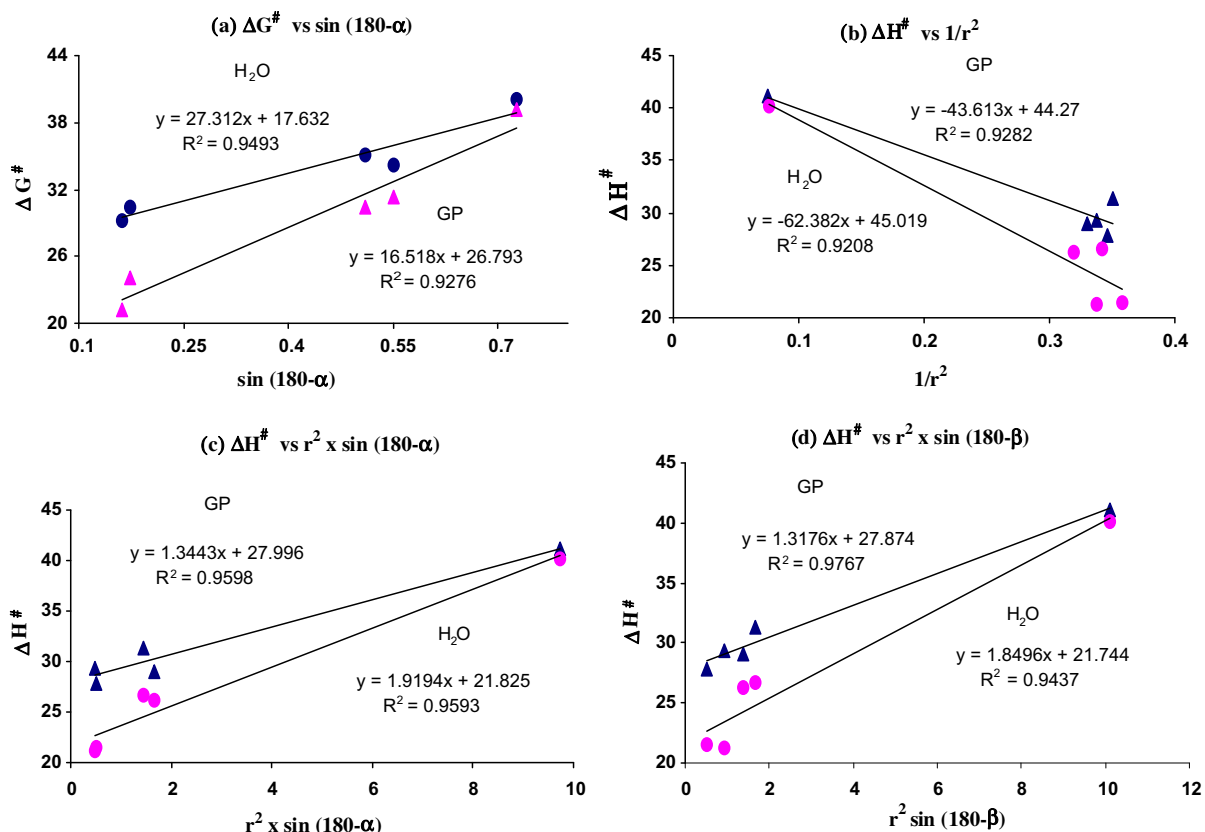 (a) ΔG# vs sin (180-α)
44
38
32
26
20
ΔG#
H2O
y = 27.312x + 17.632
R2 = 0.9493
GP
y = 16.518x + 26.793
R2 = 0.9276
0.1
0.25
0.4
0.55
0.7
sin (180-α)
(b) ΔH# vs 1/r2
45
40
35
30
25
20
ΔH#
GP
y = -43.613x + 44.27
R2 = 0.9282
H2O
y = -62.382x + 45.019
R2 = 0.9208
0
0.1
0.2
0.3
0.4
1/r2
(c) ΔH# vs r2 x sin (180-α)
45
40
35
30
25
20
ΔH#
GP
y = 1.3443x + 27.996
R2 = 0.9598
H2O
y = 1.9194x + 21.825
R2 = 0.9593
0
2
4
6
8
10
r2 x sin (180-α)
(d) ΔH# vs r2 x sin (180-β)
45
40
35
30
25
20
ΔH#
GP
y = 1.3176x + 27.874
R2 = 0.9767
H2O
y = 1.8496x + 21.744
R2 = 0.9437
0
2
4
6
8
10
12
r2 sin (180-β)